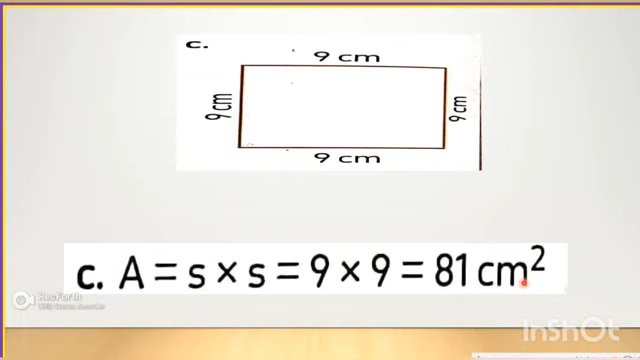 c.
9 cm
9 cm
9 cm
9 cm
c. A = s × s = 9 × 9 = 81 cm²
RecForth
InShOt